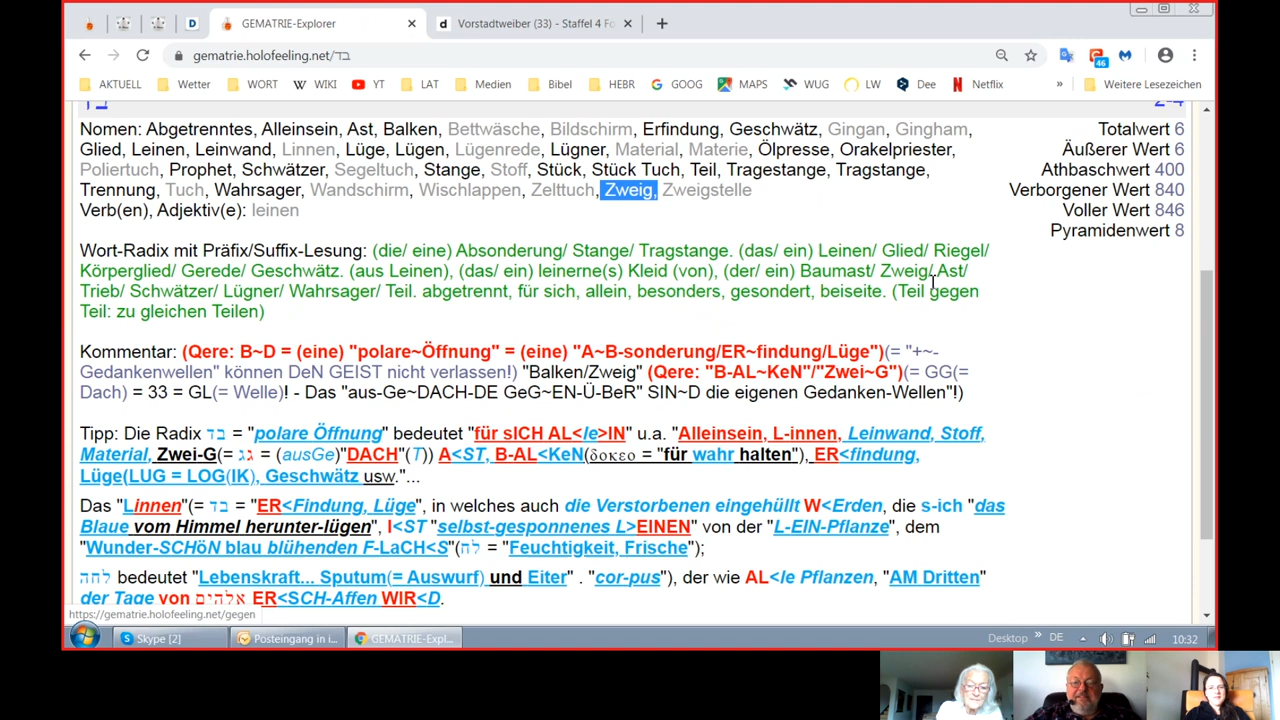 GEMATRIE-Explorer
Vorstadtweiber (33) - Staffel 4 Fo
gematrie.holofeeling.net/בד
46
AKTUELL Wetter WORT WIKI YT LAT Medien Bibel HEBR GOOG MAPS WUG LW Dee Netflix » Weitere Lesezeichen
בד 2-4
Nomen: Abgetrenntes, Alleinsein, Ast, Balken, Bettwäsche, Bildschirm, Erfindung, Geschwätz, Gingan, Gingham,
Glied, Leinen, Leinwand, Linnen, Lüge, Lügen, Lügenrede, Lügner, Material, Materie, Ölpresse, Orakelpriester,
Poliertuch, Prophet, Schwätzer, Segeltuch, Stange, Stoff, Stück, Stück Tuch, Teil, Tragestange, Tragstange,
Trennung, Tuch, Wahrsager, Wandschirm, Wischlappen, Zelttuch, Zweig, Zweigstelle
Verb(en), Adjektiv(e): leinen
Totalwert 6
Äußerer Wert 6
Athbaschwert 400
Verborgener Wert 840
Voller Wert 846
Pyramidenwert 8
Wort-Radix mit Präfix/Suffix-Lesung: (die/ eine) Absonderung/ Stange/ Tragstange. (das/ ein) Leinen/ Glied/ Riegel/
Körperglied/ Gerede/ Geschwätz. (aus Leinen), (das/ ein) leinerne(s) Kleid (von), (der/ ein) Baumast/ Zweig/ Ast/
Trieb/ Schwätzer/ Lügner/ Wahrsager/ Teil. abgetrennt, für sich, allein, besonders, gesondert, beiseite. (Teil gegen
Teil: zu gleichen Teilen)
Kommentar: (Qere: B~D = (eine) "polare~Öffnung" = (eine) "A~B-sonderung/ER~findung/Lüge")(= "+~-
Gedankenwellen" können DeN GEIST nicht verlassen!) "Balken/Zweig" (Qere: "B-AL~KeN"/"Zwei~G")(= GG(=
Dach) = 33 = GL(= Welle)! - Das "aus-Ge~DACH-DE GeG~EN-Ü-BeR" SIN~D die eigenen Gedanken-Wellen"!)
Tipp: Die Radix בד = "polare Öffnung" bedeutet "für sICH AL<le>IN" u.a. "Alleinsein, L-innen, Leinwand, Stoff,
Material, Zwei-G(= גג = (ausGe)"DACH"(T)) A<ST, B-AL<KeN(δοκεο = "für wahr halten"), ER<findung,
Lüge(LUG = LOG(IK), Geschwätz usw."...
Das "Linnen"(= בד = "ER<Findung, Lüge", in welches auch die Verstorbenen eingehüllt W<Erden, die s-ich "das
Blaue vom Himmel herunter-lügen", I<ST "selbst-gesponnenes L>EINEN" von der "L-EIN-Pflanze", dem
"Wunder-SCHöN blau blühenden F-LaCH<S"(לח = "Feuchtigkeit, Frische");
לחה bedeutet "Lebenskraft... Sputum(= Auswurf) und Eiter" . "cor-pus"), der wie AL<le Pflanzen, "AM Dritten
der Tage von אלהים ER<SCH-Affen WIR<D.
https://gematrie.holofeeling.net/gegen
Skype [2] Posteingang in i... GEMATRIE-Expl... Desktop » DE 10:32